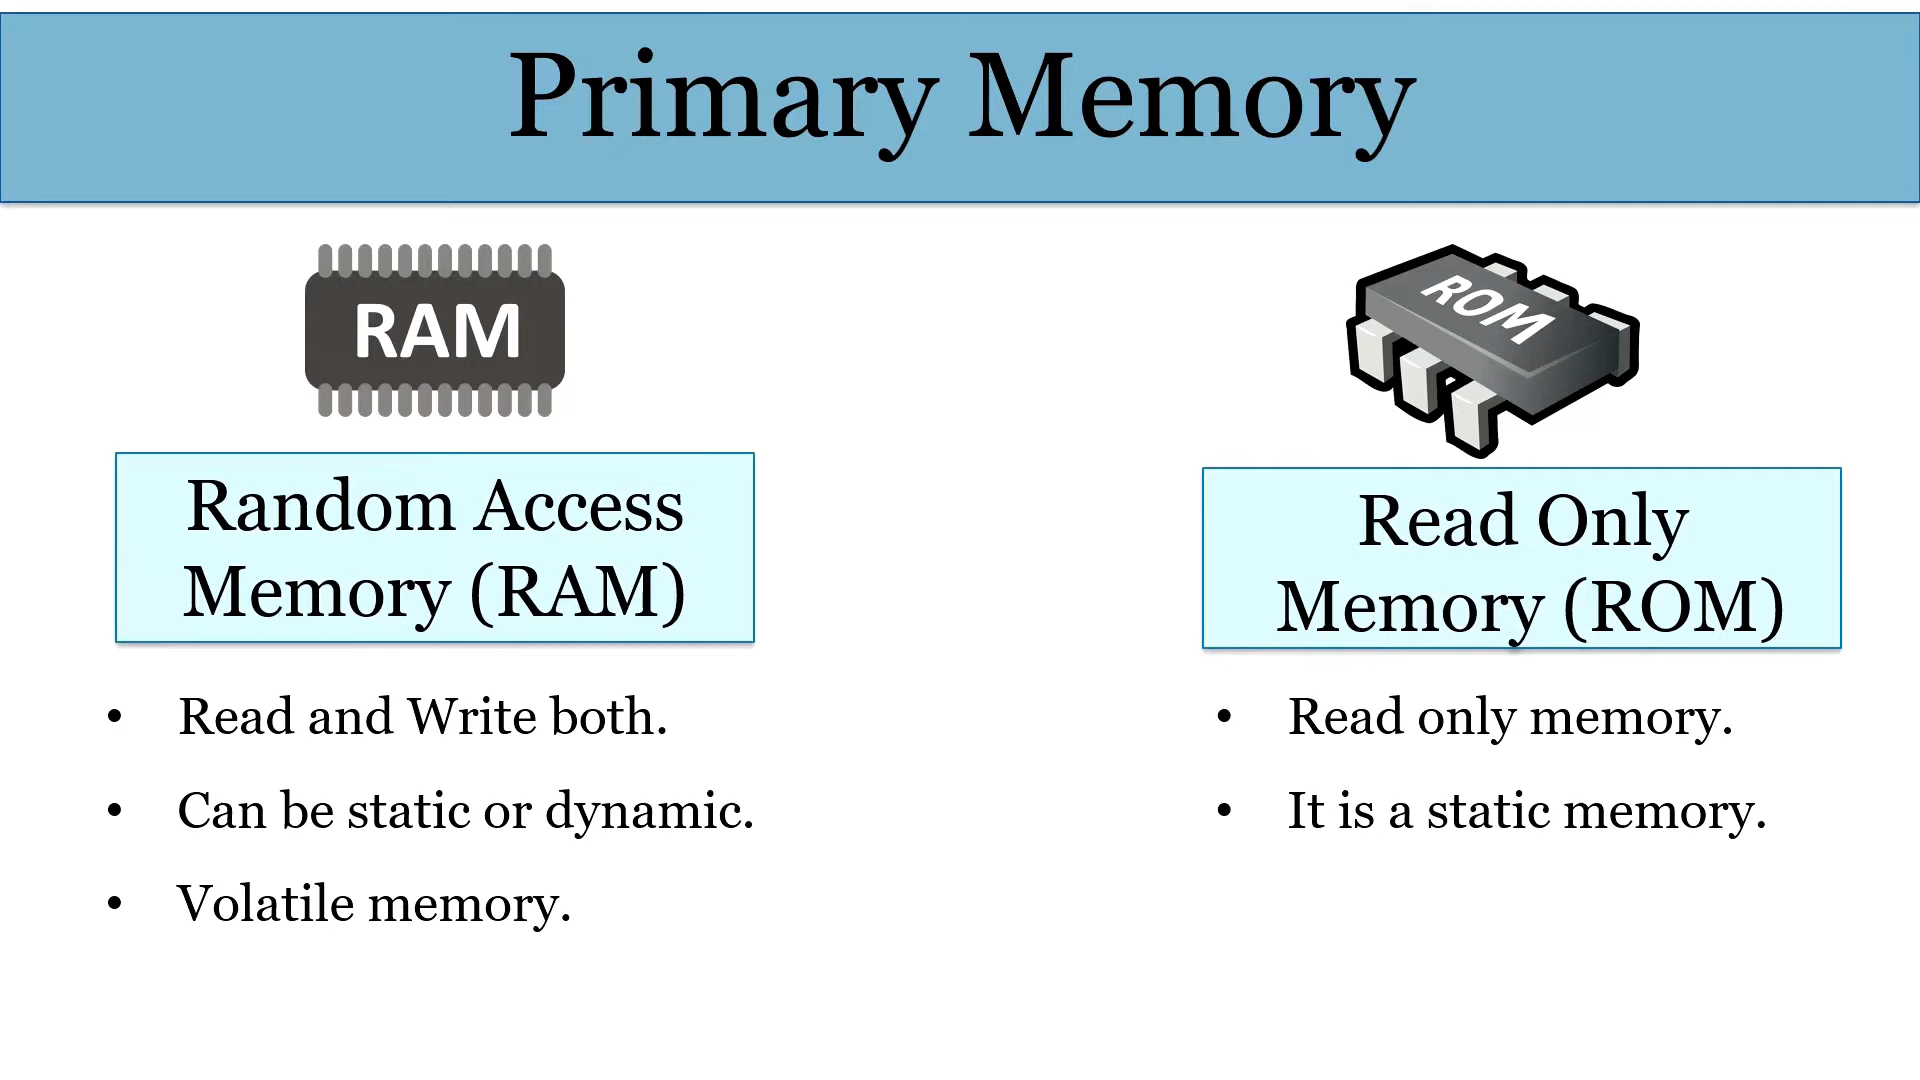 Primary Memory
RAM
Random Access
Memory (RAM)
• Read and Write both.
• Can be static or dynamic.
• Volatile memory.
ROM
Read Only
Memory (ROM)
• Read only memory.
• It is a static memory.